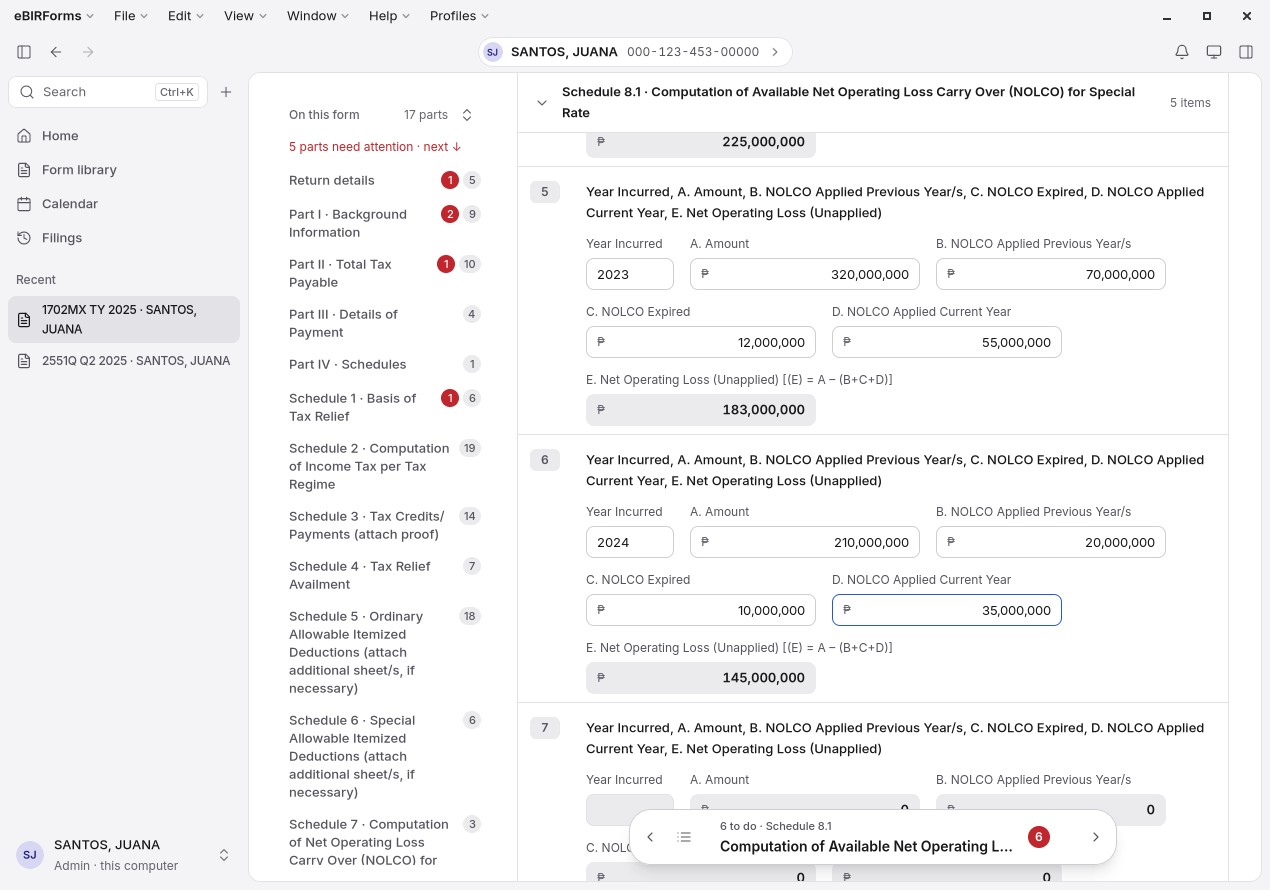 eBIRForms File Edit View Window Help Profiles
SJ SANTOS, JUANA 000-123-453-00000
Search Ctrl+K
Home
Form library
Calendar
Filings
Recent
1702MX TY 2025 · SANTOS,
JUANA
2551Q Q2 2025 · SANTOS, JUANA
SJ SANTOS, JUANA
Admin · this computer
On this form 17 parts
5 parts need attention · next ↓
Return details 1 5
Part I · Background 2 9
Information
Part II · Total Tax 1 10
Payable
Part III · Details of 4
Payment
Part IV · Schedules 1
Schedule 1 · Basis of 1 6
Tax Relief
Schedule 2 · Computation 19
of Income Tax per Tax
Regime
Schedule 3 · Tax Credits/ 14
Payments (attach proof)
Schedule 4 · Tax Relief 7
Availment
Schedule 5 · Ordinary 18
Allowable Itemized
Deductions (attach
additional sheet/s, if
necessary)
Schedule 6 · Special 6
Allowable Itemized
Deductions (attach
additional sheet/s, if
necessary)
Schedule 7 · Computation 3
of Net Operating Loss
Carry Over (NOLCO) for
Schedule 8.1 · Computation of Available Net Operating Loss Carry Over (NOLCO) for Special
Rate
5 items
₱ 225,000,000
5 Year Incurred, A. Amount, B. NOLCO Applied Previous Year/s, C. NOLCO Expired, D. NOLCO Applied
Current Year, E. Net Operating Loss (Unapplied)
Year Incurred A. Amount B. NOLCO Applied Previous Year/s
2023 ₱ 320,000,000 ₱ 70,000,000
C. NOLCO Expired D. NOLCO Applied Current Year
₱ 12,000,000 ₱ 55,000,000
E. Net Operating Loss (Unapplied) [(E) = A – (B+C+D)]
₱ 183,000,000
6 Year Incurred, A. Amount, B. NOLCO Applied Previous Year/s, C. NOLCO Expired, D. NOLCO Applied
Current Year, E. Net Operating Loss (Unapplied)
Year Incurred A. Amount B. NOLCO Applied Previous Year/s
2024 ₱ 210,000,000 ₱ 20,000,000
C. NOLCO Expired D. NOLCO Applied Current Year
₱ 10,000,000 ₱ 35,000,000
E. Net Operating Loss (Unapplied) [(E) = A – (B+C+D)]
₱ 145,000,000
7 Year Incurred, A. Amount, B. NOLCO Applied Previous Year/s, C. NOLCO Expired, D. NOLCO Applied
Current Year, E. Net Operating Loss (Unapplied)
Year Incurred A. Amount B. NOLCO Applied Previous Year/s
₱ 0 ₱ 0
C.
₱ 0 ₱ 0
6 to do · Schedule 8.1
Computation of Available Net Operating L... 6